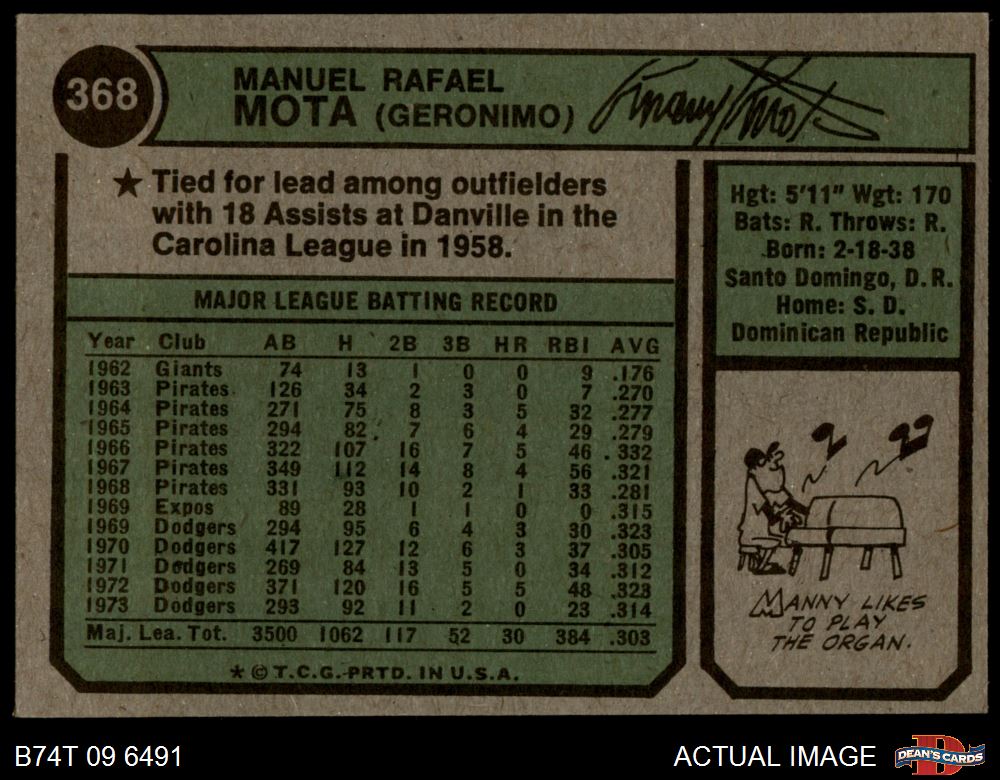 368
MANUEL RAFAEL
MOTA (GERONIMO)
Manny Mota
★ Tied for lead among outfielders
with 18 Assists at Danville in the
Carolina League in 1958.
MAJOR LEAGUE BATTING RECORD
Year Club AB H 2B 3B HR RBI AVG
1962 Giants 74 13 1 0 0 9 .176
1963 Pirates 126 34 2 3 0 7 .270
1964 Pirates 271 75 8 3 5 32 .277
1965 Pirates 294 82 7 6 4 29 .279
1966 Pirates 322 107 16 7 5 46 .332
1967 Pirates 349 112 14 8 4 56 .321
1968 Pirates 331 93 10 2 1 33 .281
1969 Expos 89 28 1 1 0 0 .315
1969 Dodgers 294 95 6 4 3 30 .323
1970 Dodgers 417 127 12 6 3 37 .305
1971 Dodgers 269 84 13 5 0 34 .312
1972 Dodgers 371 120 16 5 5 48 .323
1973 Dodgers 293 92 11 2 0 23 .314
Maj. Lea. Tot. 3500 1062 117 52 30 384 .303
★ © T.C.G.-PRTD. IN U.S.A.
Hgt: 5'11" Wgt: 170
Bats: R. Throws: R.
Born: 2-18-38
Santo Domingo, D.R.
Home: S. D.
Dominican Republic
MANNY LIKES
TO PLAY
THE ORGAN.
B74T 09 6491
ACTUAL IMAGE
D
DEAN'S CARDS